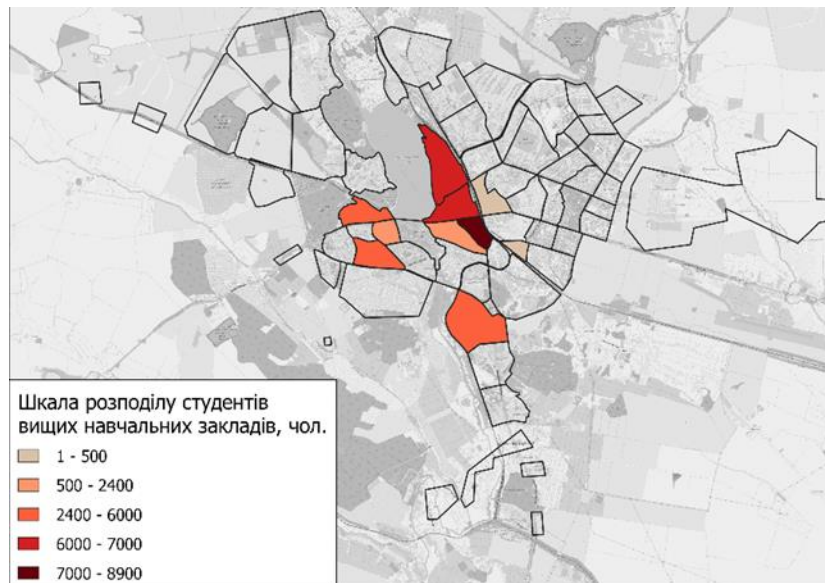 Шкала розподілу студентів
вищих навчальних закладів, чол.
1 - 500
500 - 2400
2400 - 6000
6000 - 7000
7000 - 8900